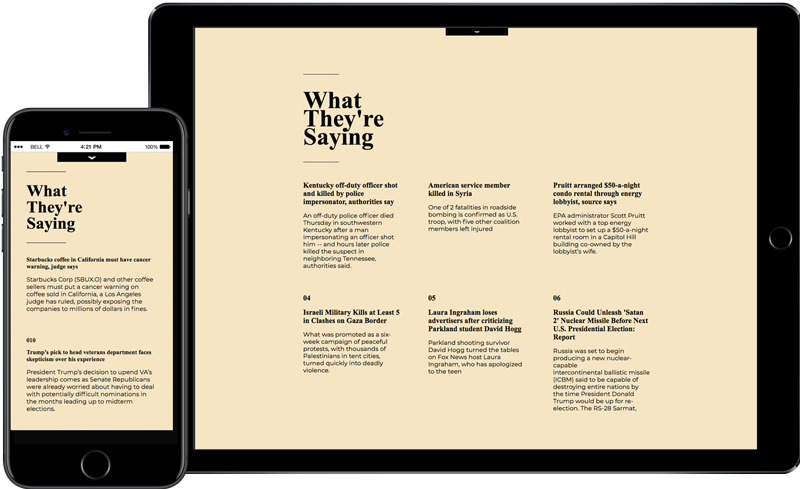 BELL
4:21 PM
100%
What
They're
Saying
Starbucks coffee in California must have cancer
warning, judge says
Starbucks Corp (SBUX.O) and other coffee
sellers must put a cancer warning on
coffee sold in California, a Los Angeles
judge has ruled, possibly exposing the
companies to millions of dollars in fines.
010
Trump's pick to head veterans department faces
skepticism over his experience
President Trump's decision to upend VA's
leadership comes as Senate Republicans
were already worried about having to deal
with potentially difficult nominations in
the months leading up to midterm
elections.
What
They're
Saying
Kentucky off-duty officer shot
and killed by police
impersonator, authorities say
An off-duty police officer died
Thursday in southwestern
Kentucky after a man
impersonating an officer shot
him -- and hours later police
killed the suspect in
neighboring Tennessee,
authorities said.
American service member
killed in Syria
One of 2 fatalities in roadside
bombing is confirmed as U.S.
troop, with five other coalition
members left injured
Pruitt arranged $50-a-night
condo rental through energy
lobbyist, source says
EPA administrator Scott Pruitt
worked with a top energy
lobbyist to set up a $50-a-night
rental room in a Capitol Hill
building co-owned by the
lobbyist's wife.
04
Israeli Military Kills at Least 5
in Clashes on Gaza Border
What was promoted as a six-
week campaign of peaceful
protests, with thousands of
Palestinians in tent cities,
turned quickly into deadly
violence.
05
Laura Ingraham loses
advertisers after criticizing
Parkland student David Hogg
Parkland shooting survivor
David Hogg turned the tables
on Fox News host Laura
Ingraham, who has apologized
to the teen
06
Russia Could Unleash 'Satan
2' Nuclear Missile Before Next
U.S. Presidential Election:
Report
Russia was set to begin
producing a new nuclear-
capable
intercontinental ballistic missile
(ICBM) said to be capable of
destroying entire nations by
the time President Donald
Trump would be up for re-
election. The RS-28 Sarmat,